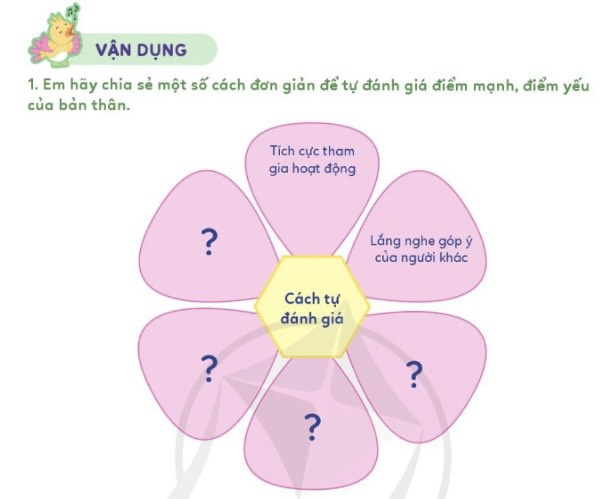 VẬN DỤNG
1. Em hãy chia sẻ một số cách đơn giản để tự đánh giá điểm mạnh, điểm yếu
của bản thân.
Tích cực tham
gia hoạt động
?
Lắng nghe góp ý
của người khác
Cách tự
đánh giá
?
?
?